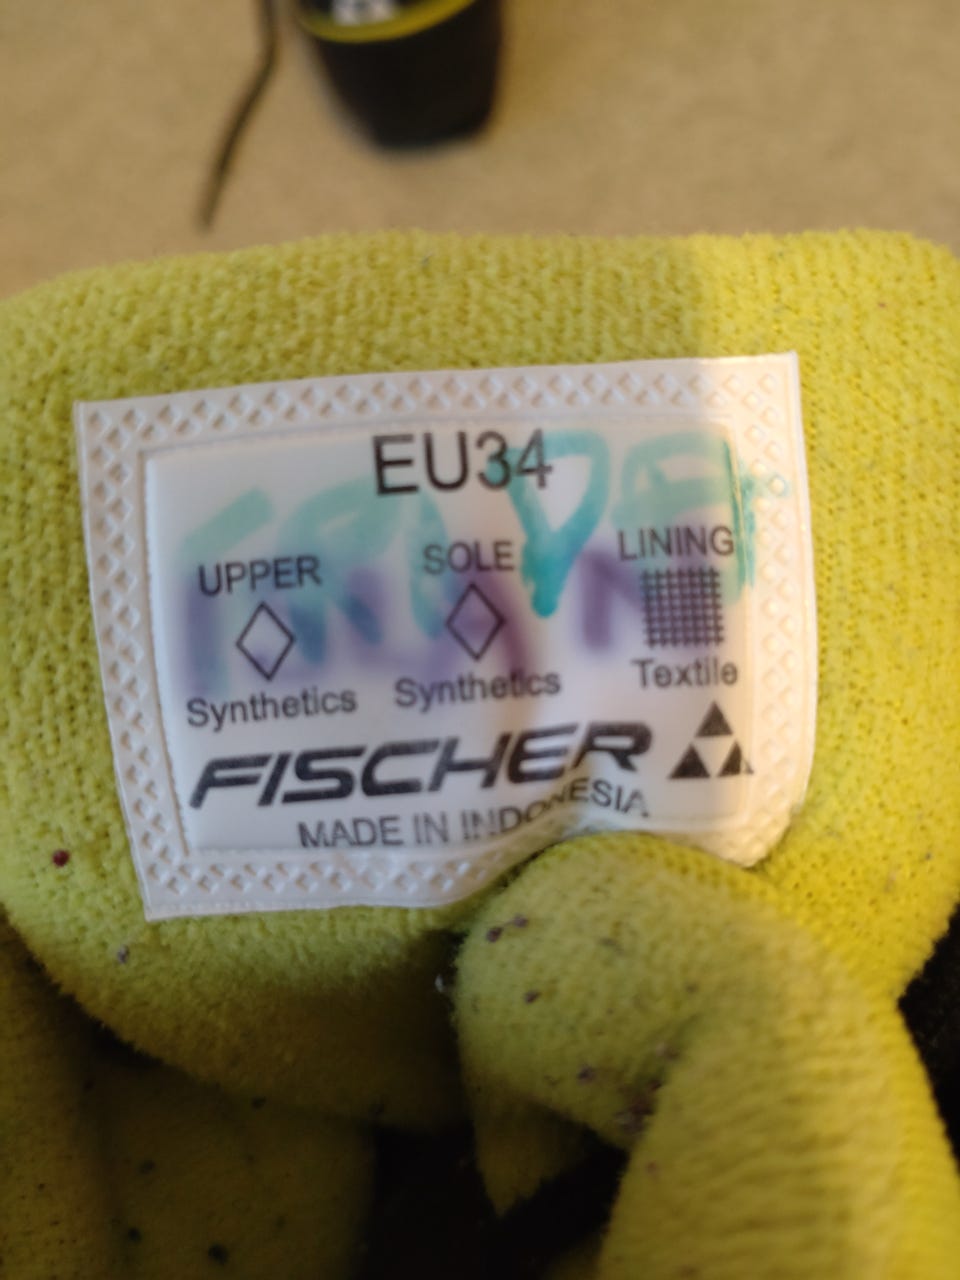 EU34
UPPER SOLE LINING
Synthetics Synthetics Textile
FISCHER
MADE IN INDONESIA